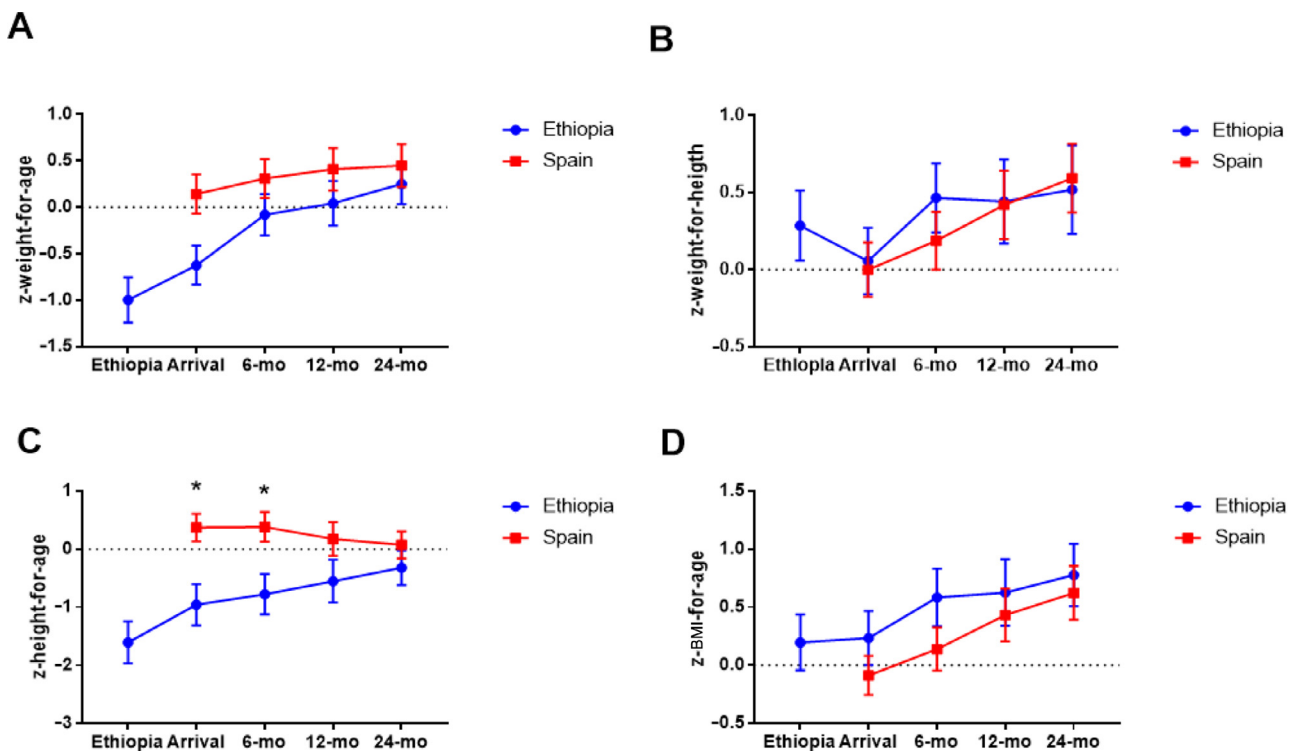 A
z-weight-for-age
1.0
0.5
0.0
-0.5
-1.0
-1.5
Ethiopia Arrival 6-mo 12-mo 24-mo
Ethiopia
Spain
B
z-weight-for-heigth
1.0
0.5
0.0
-0.5
Ethiopia Arrival 6-mo 12-mo 24-mo
Ethiopia
Spain
C
z-height-for-age
1
0
-1
-2
-3
* *
Ethiopia Arrival 6-mo 12-mo 24-mo
Ethiopia
Spain
D
z-BMI-for-age
1.5
1.0
0.5
0.0
-0.5
Ethiopia Arrival 6-mo 12-mo 24-mo
Ethiopia
Spain